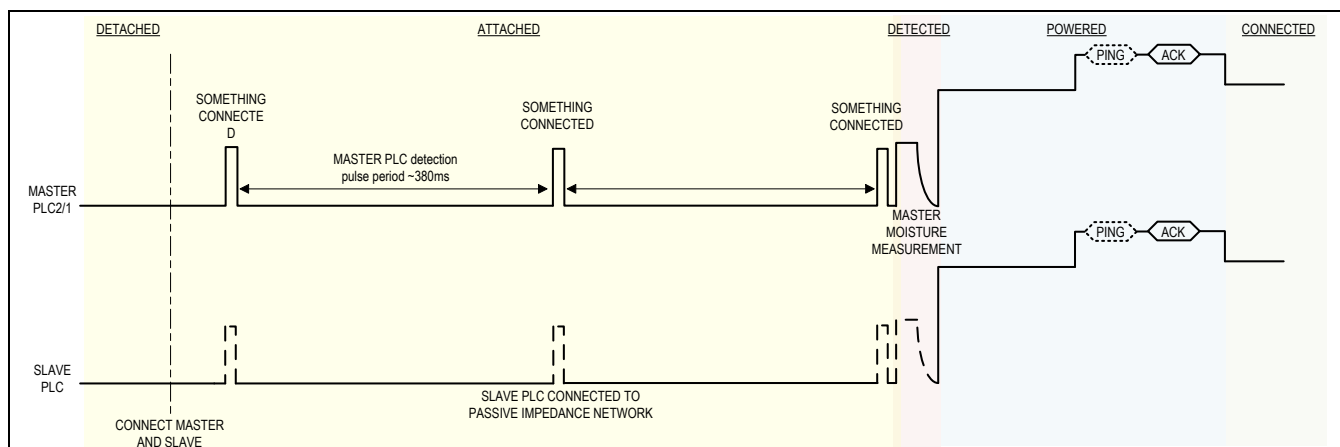 DETACHED
ATTACHED
DETECTED
POWERED
CONNECTED
PING
ACK
SOMETHING
CONNECTE
D
SOMETHING
CONNECTED
SOMETHING
CONNECTED
MASTER PLC detection
pulse period ~380ms
MASTER
PLC2/1
MASTER
MOISTURE
MEASUREMENT
PING
ACK
SLAVE
PLC
SLAVE PLC CONNECTED TO
PASSIVE IMPEDANCE NETWORK
CONNECT MASTER
AND SLAVE